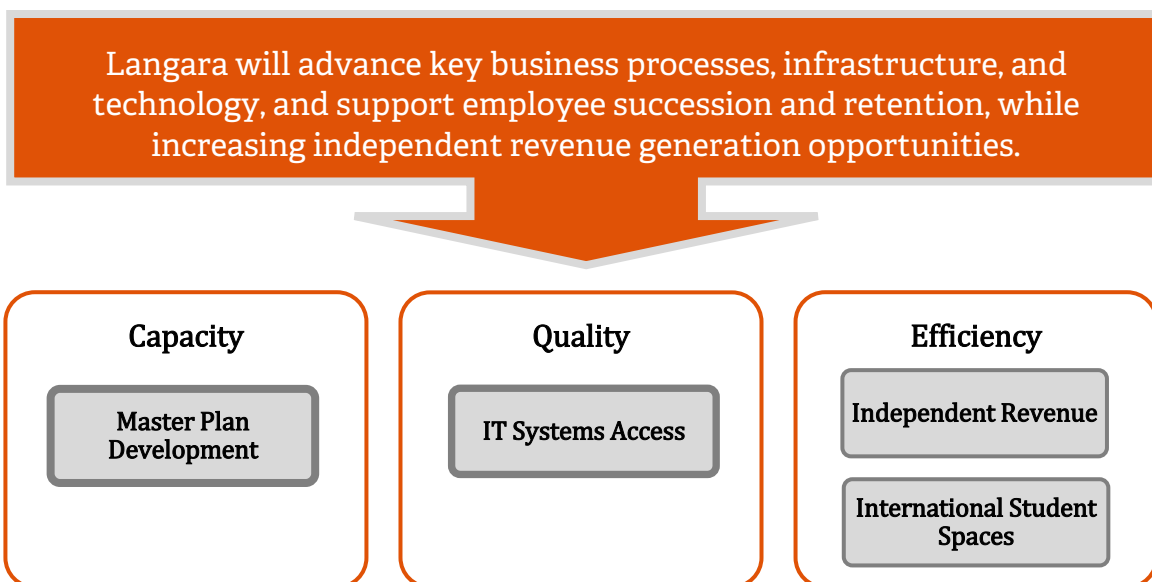 Langara will advance key business processes, infrastructure, and
technology, and support employee succession and retention, while
increasing independent revenue generation opportunities.
Capacity
Master Plan
Development
Quality
IT Systems Access
Efficiency
Independent Revenue
International Student
Spaces